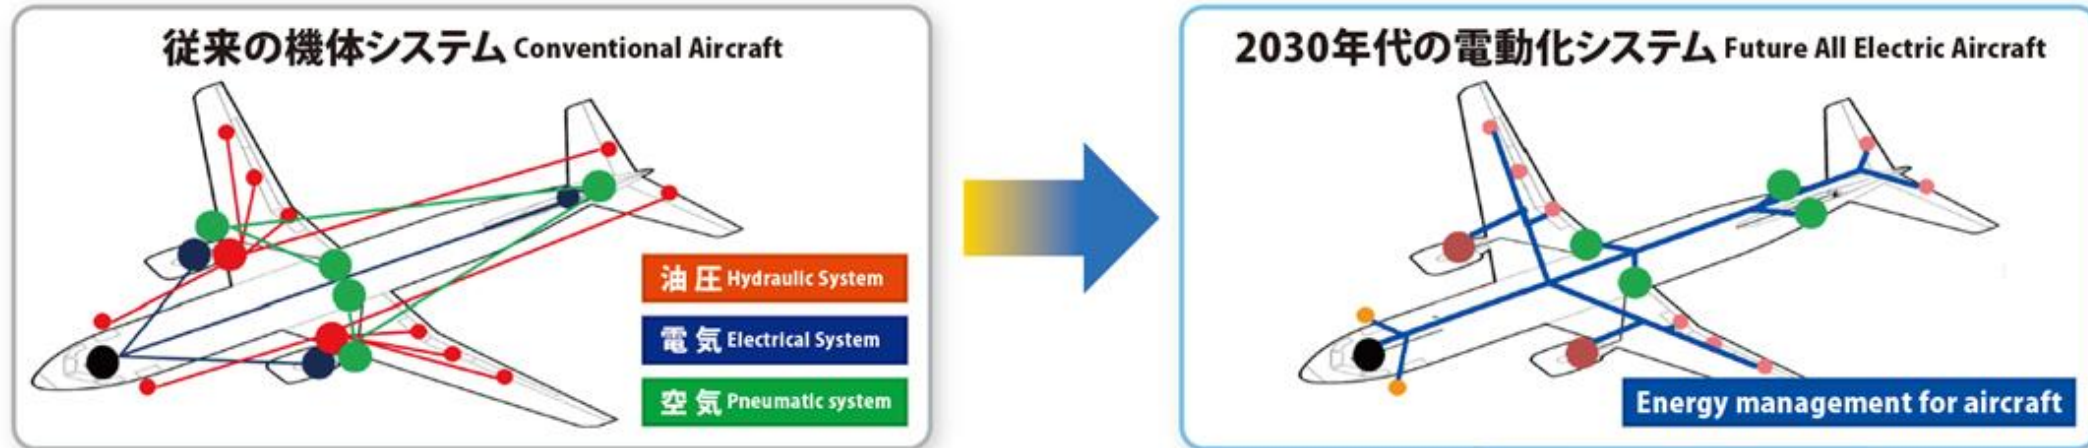 従来の機体システム Conventional Aircraft
油圧 Hydraulic System
電気 Electrical System
空気 Pneumatic system
2030年代の電動化システム Future All Electric Aircraft
Energy management for aircraft